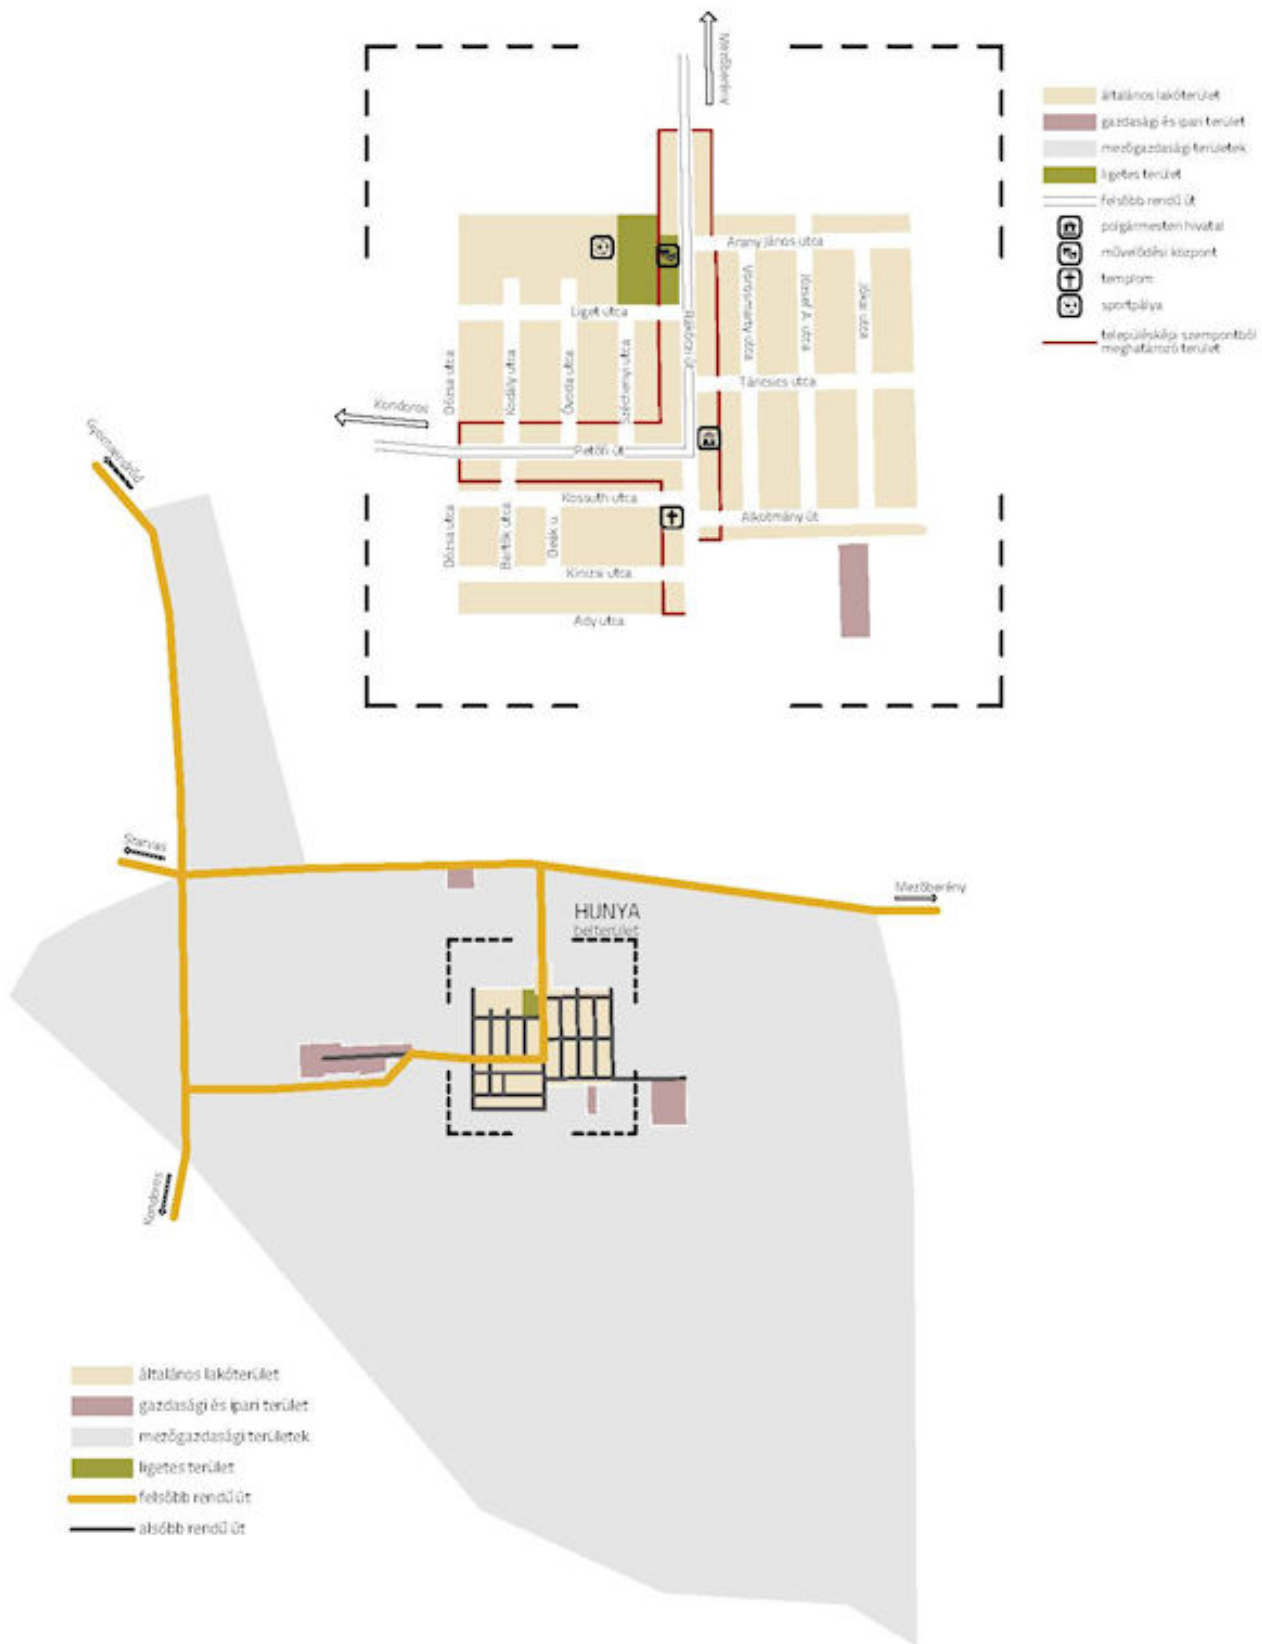 Mezőberény
általános lakóterület
gazdasági és ipari terület
mezőgazdasági területek
ligetes terület
felsőbb rendű út
polgármesteri hivatal
művelődési központ
templom
sportpálya
településképi szempontból
meghatározó terület
Arany János utca
Vörösmarty utca
József A. utca
Jókai utca
Liget utca
Rákóczi út
Dózsa utca
Kodály utca
Óvoda utca
Széchenyi utca
Táncsics utca
Kondoros
Petőfi út
Kossuth utca
Alkotmány út
Dózsa utca
Bartók utca
Deák u.
Kinizsi utca
Ady utca
Gyomaendrőd
Szarvas
Mezőberény
HUNYA
belterület
Kondoros
általános lakóterület
gazdasági és ipari terület
mezőgazdasági területek
ligetes terület
felsőbb rendű út
alsóbb rendű út